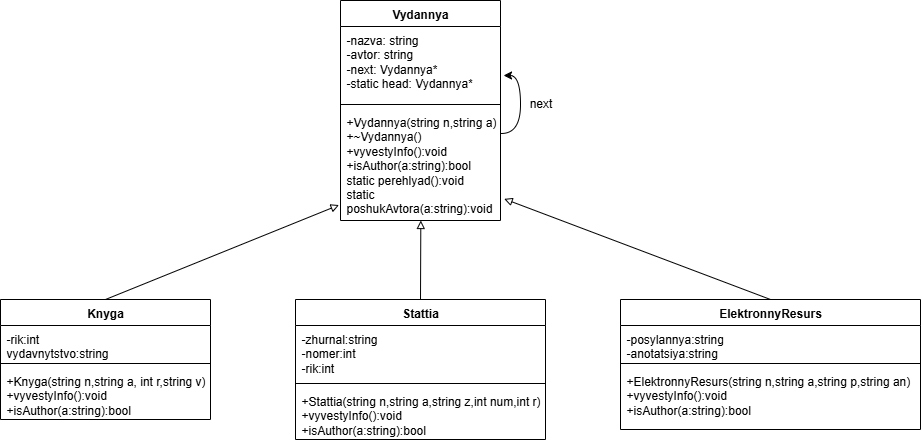 Vydannya
-nazva: string
-avtor: string
-next: Vydannya*
-static head: Vydannya*
next
+Vydannya(string n,string a)
+~Vydannya()
+vyvestyInfo():void
+isAuthor(a:string):bool
static perehlyad():void
static
poshukAvtora(a:string):void
Knyga
-rik:int
vydavnytstvo:string
+Knyga(string n,string a, int r,string v)
+vyvestyInfo():void
+isAuthor(a:string):bool
Stattia
-zhurnal:string
-nomer:int
-rik:int
+Stattia(string n,string a,string z,int num,int r)
+vyvestyInfo():void
+isAuthor(a:string):bool
ElektronnyResurs
-posylannya:string
-anotatsiya:string
+ElektronnyResurs(string n,string a,string p,string an)
+vyvestyInfo():void
+isAuthor(a:string):bool